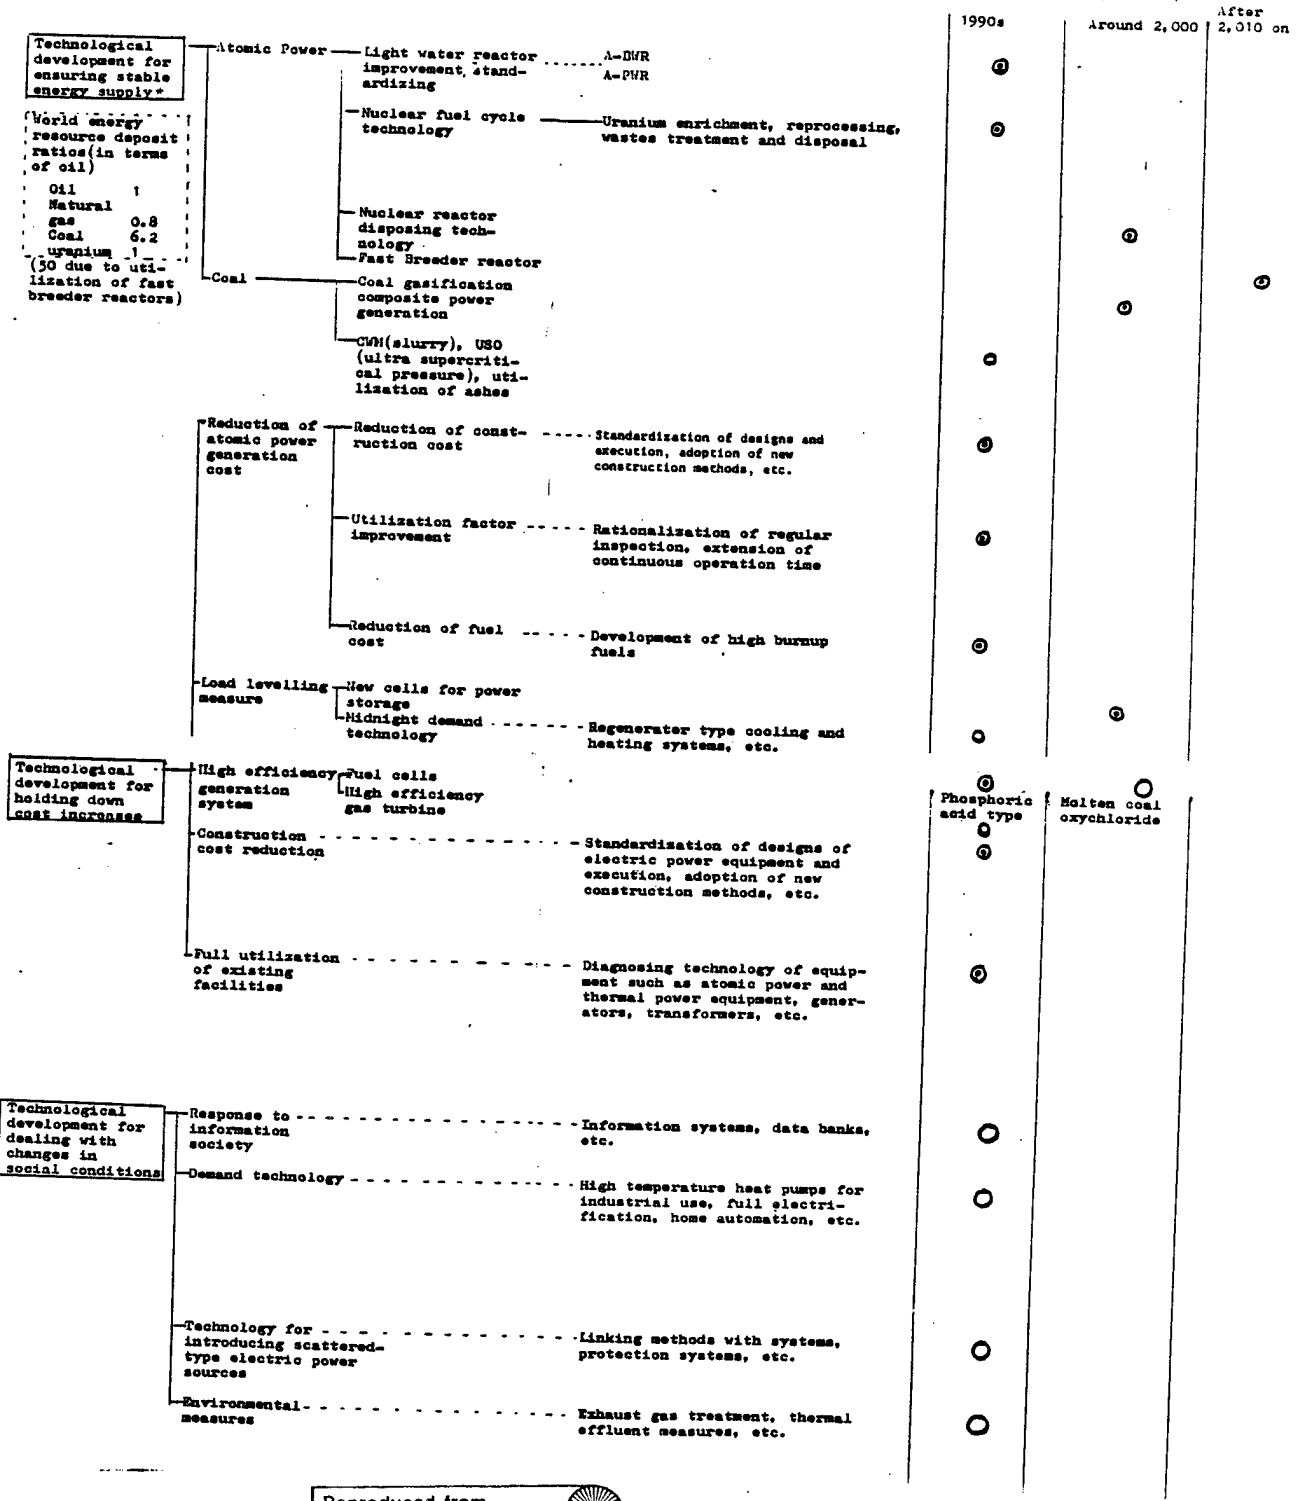 1990s
Around 2,000
After
2,010 on
Technological
development for
ensuring stable
energy supply*
World energy
resource deposit
ratios(in terms
of oil)
Oil 1
Natural
gas 0.8
Coal 6.2
uranium 1
(50 due to uti-
lization of fast
breeder reactors)
Atomic Power
Light water reactor
improvement, stand-
ardizing
A-BWR
A-PWR
Nuclear fuel cycle
technology
Uranium enrichment, reprocessing,
wastes treatment and disposal
Nuclear reactor
disposing tech-
nology
Fast Breeder reactor
Coal
Coal gasification
composite power
generation
CWM(slurry), USO
(ultra supercriti-
cal pressure), uti-
lization of ashes
Reduction of
atomic power
generation
cost
Reduction of const-
ruction cost
Standardization of designs and
execution, adoption of new
construction methods, etc.
Utilization factor
improvement
Rationalization of regular
inspection, extension of
continuous operation time
Reduction of fuel
cost
Development of high burnup
fuels
Load levelling
measure
New cells for power
storage
Midnight demand
technology
Regenerater type cooling and
heating systems, etc.
Technological
development for
holding down
cost increases
High efficiency
generation
system
Fuel cells
High efficiency
gas turbine
Phosphoric
acid type
Molten coal
oxychloride
Construction
cost reduction
Standardization of designs of
electric power equipment and
execution, adoption of new
construction methods, etc.
Full utilization
of existing
facilities
Diagnosing technology of equip-
ment such as atomic power and
thermal power equipment, gener-
ators, transformers, etc.
Technological
development for
dealing with
changes in
social conditions
Response to
information
society
Information systems, data banks,
etc.
Demand technology
High temperature heat pumps for
industrial use, full electri-
fication, home automation, etc.
Technology for
introducing scattered-
type electric power
sources
Linking methods with systems,
protection systems, etc.
Environmental
measures
Exhaust gas treatment, thermal
effluent measures, etc.
Reproduced from